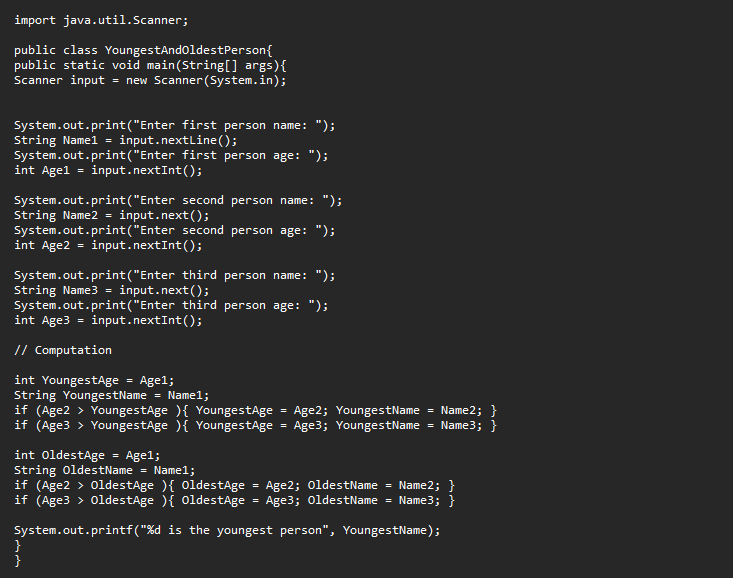 import java.util.Scanner;
public class YoungestAndOldestPerson{
public static void main(String[] args){
Scanner input = new Scanner(System.in);
System.out.print("Enter first person name: ");
String Name1 = input.nextLine();
System.out.print("Enter first person age: ");
int Age1 = input.nextInt();
System.out.print("Enter second person name: ");
String Name2 = input.next();
System.out.print("Enter second person age: ");
int Age2 = input.nextInt();
System.out.print("Enter third person name: ");
String Name3 = input.next();
System.out.print("Enter third person age: ");
int Age3 = input.nextInt();
// Computation
int YoungestAge = Age1;
String YoungestName = Name1;
if (Age2 > YoungestAge ){ YoungestAge = Age2; YoungestName = Name2; }
if (Age3 > YoungestAge ){ YoungestAge = Age3; YoungestName = Name3; }
int OldestAge = Age1;
String OldestName = Name1;
if (Age2 > OldestAge ){ OldestAge = Age2; OldestName = Name2; }
if (Age3 > OldestAge ){ OldestAge = Age3; OldestName = Name3; }
System.out.printf("%d is the youngest person", YoungestName);
}
}